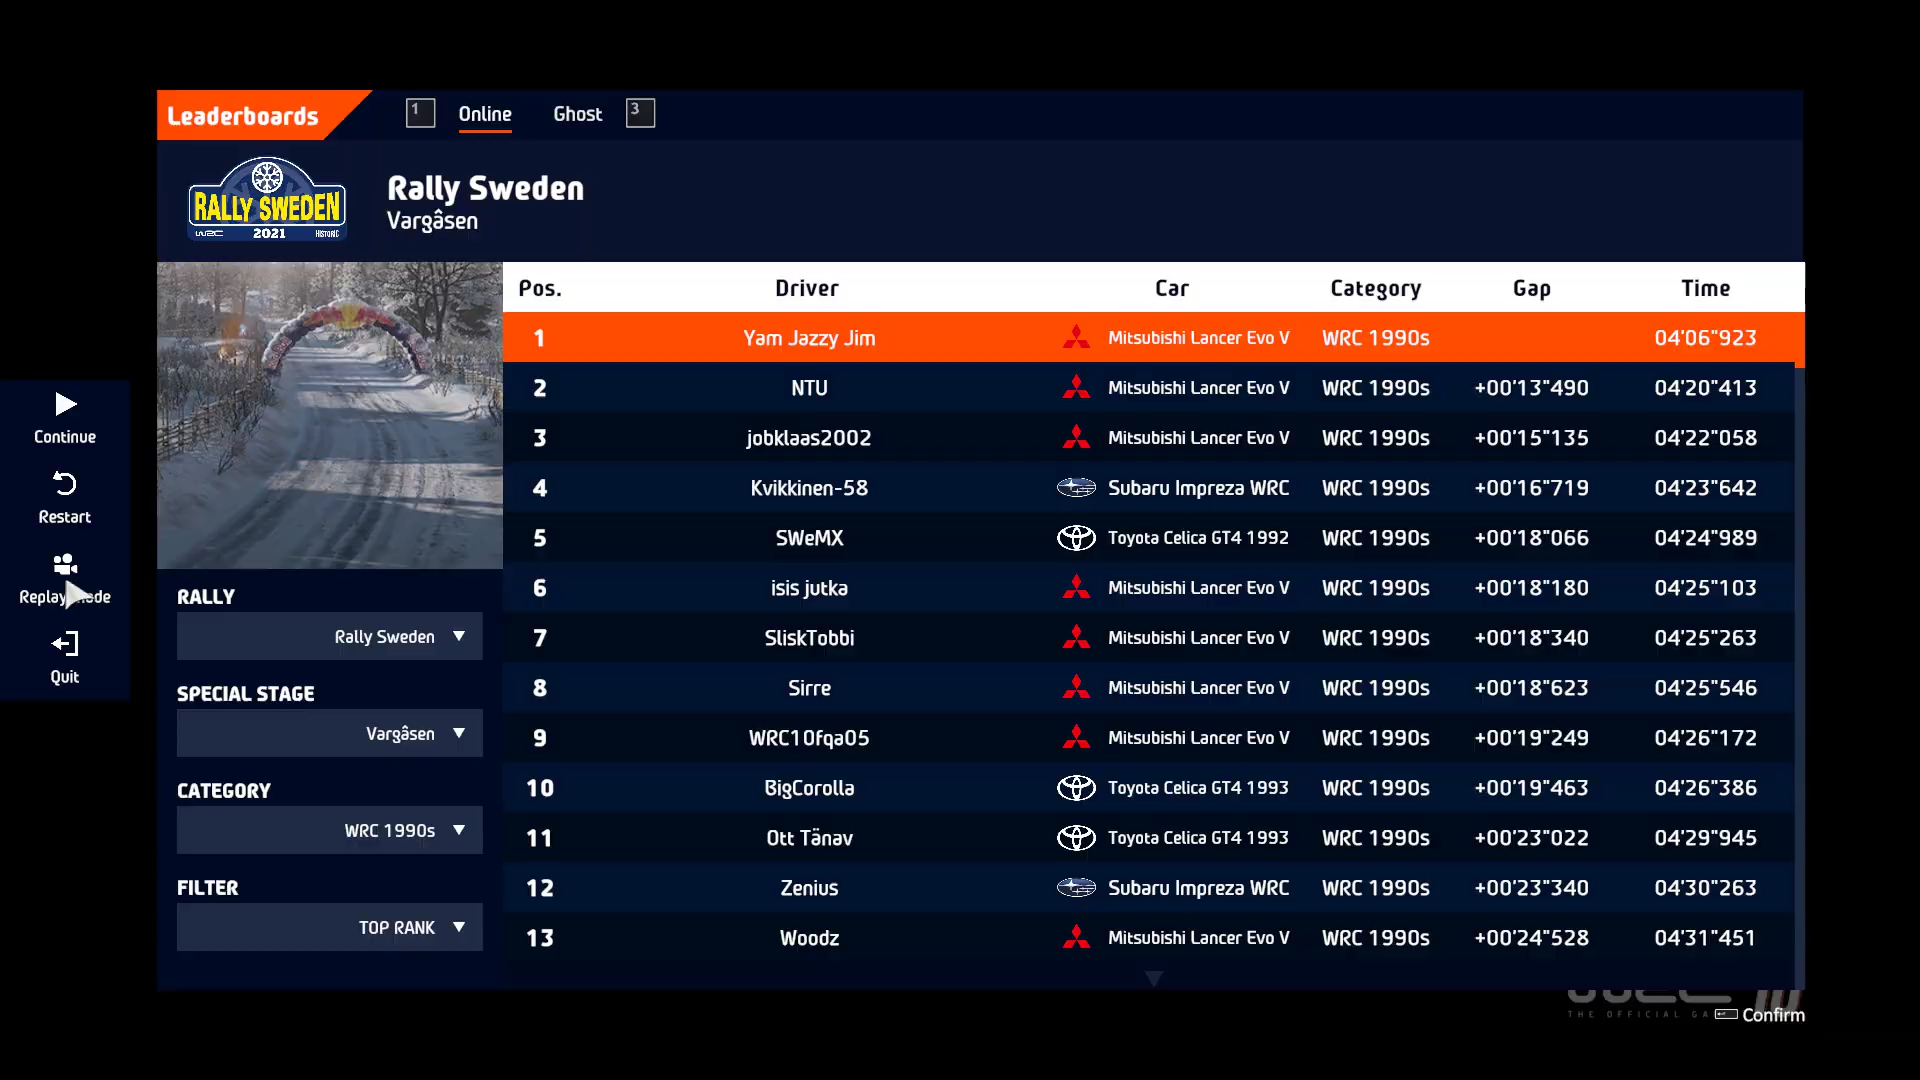 Leaderboards
1 Online Ghost 3
RALLY SWEDEN
WRC 2021 HISTORIC
Rally Sweden
Vargâsen
Pos. Driver Car Category Gap Time
1 Yam Jazzy Jim Mitsubishi Lancer Evo V WRC 1990s 04'06"923
2 NTU Mitsubishi Lancer Evo V WRC 1990s +00'13"490 04'20"413
3 jobklaas2002 Mitsubishi Lancer Evo V WRC 1990s +00'15"135 04'22"058
4 Kvikkinen-58 Subaru Impreza WRC WRC 1990s +00'16"719 04'23"642
5 SWeMX Toyota Celica GT4 1992 WRC 1990s +00'18"066 04'24"989
6 isis jutka Mitsubishi Lancer Evo V WRC 1990s +00'18"180 04'25"103
7 SliskTobbi Mitsubishi Lancer Evo V WRC 1990s +00'18"340 04'25"263
8 Sirre Mitsubishi Lancer Evo V WRC 1990s +00'18"623 04'25"546
9 WRC10fqa05 Mitsubishi Lancer Evo V WRC 1990s +00'19"249 04'26"172
10 BigCorolla Toyota Celica GT4 1993 WRC 1990s +00'19"463 04'26"386
11 Ott Tänav Toyota Celica GT4 1993 WRC 1990s +00'23"022 04'29"945
12 Zenius Subaru Impreza WRC WRC 1990s +00'23"340 04'30"263
13 Woodz Mitsubishi Lancer Evo V WRC 1990s +00'24"528 04'31"451
Continue
Restart
Replay
Quit
RALLY
Rally Sweden
SPECIAL STAGE
Vargâsen
CATEGORY
WRC 1990s
FILTER
TOP RANK
THE OFFICIAL
Confirm